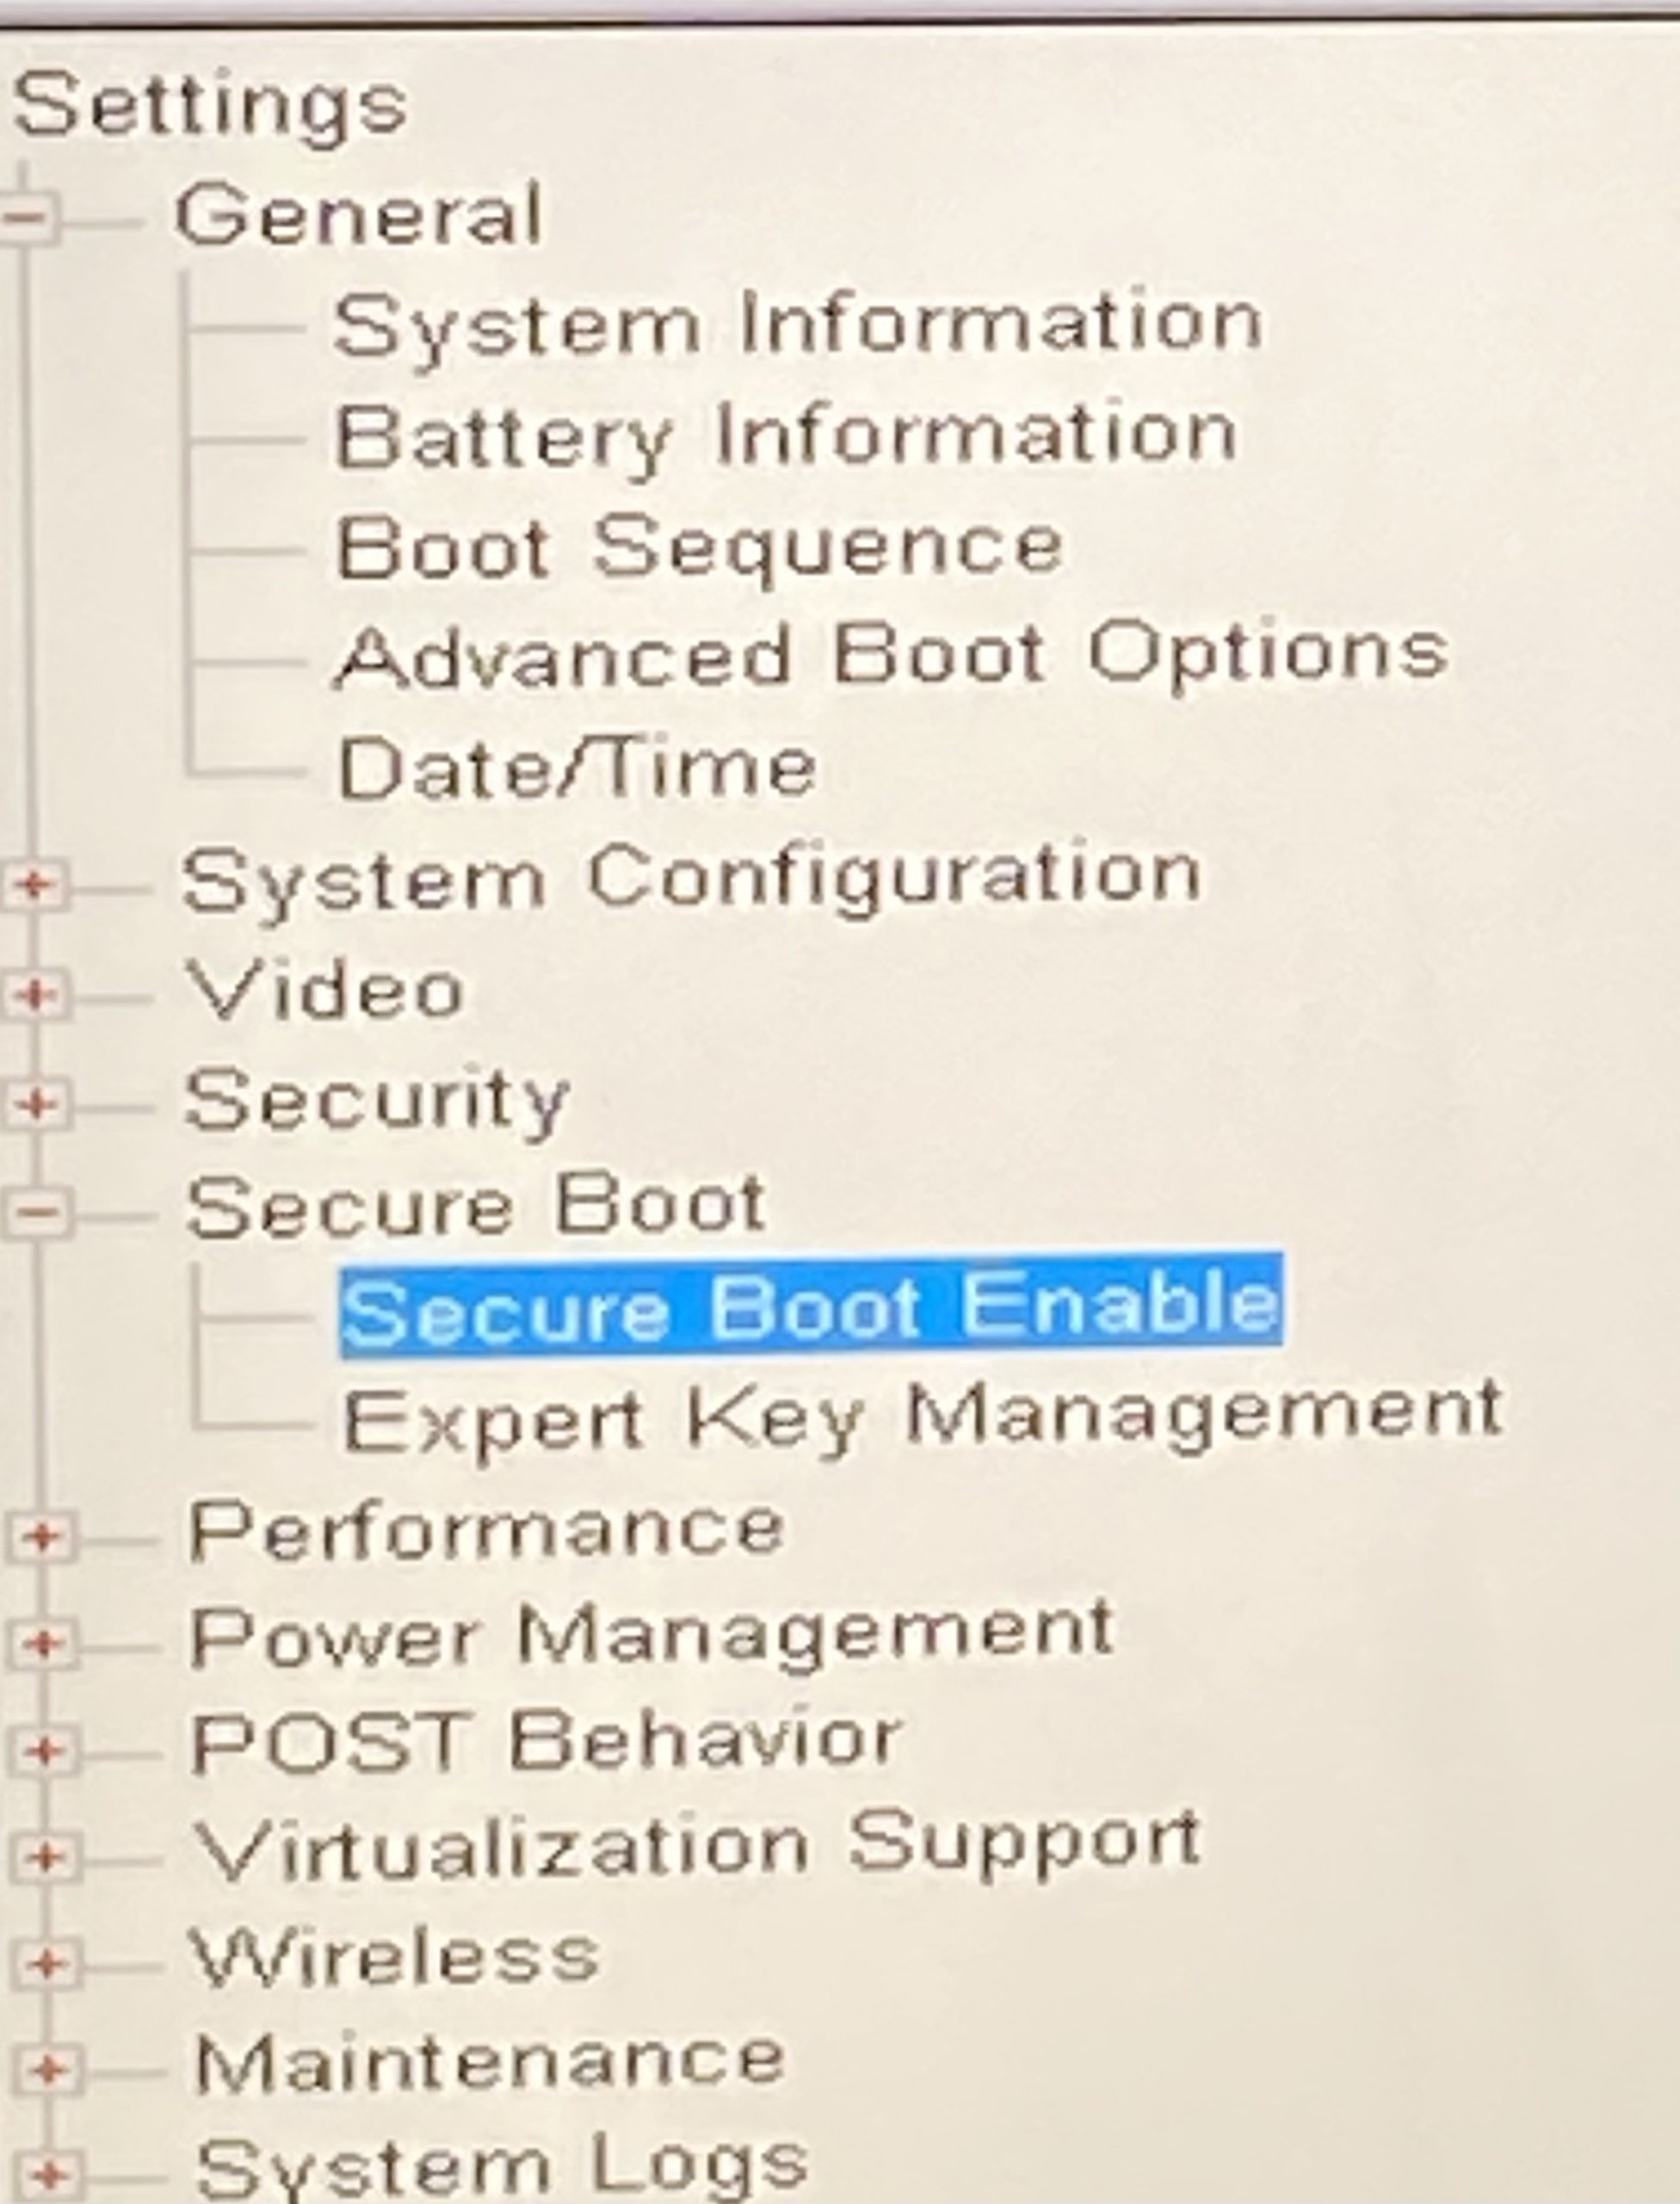 Settings
General
System Information
Battery Information
Boot Sequence
Advanced Boot Options
Date/Time
System Configuration
Video
Security
Secure Boot
Secure Boot Enable
Expert Key Management
Performance
Power Management
POST Behavior
Virtualization Support
Wireless
Maintenance
System Logs